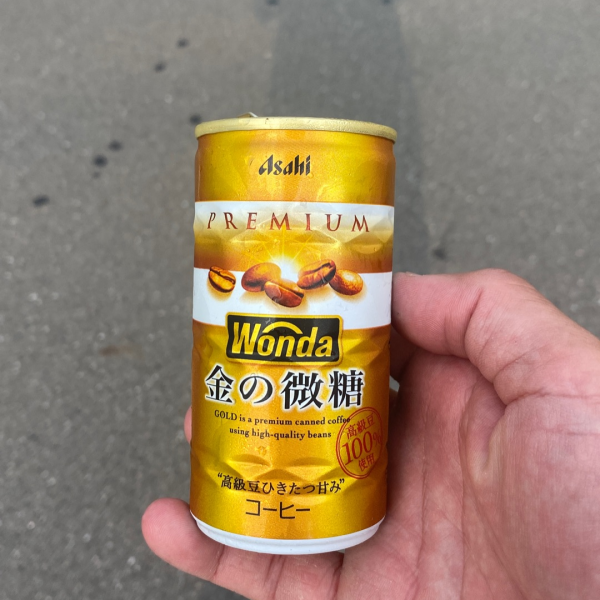 Asahi
PREMIUM
Wonda
金の微糖
GOLD is a premium canned coffee
using high-quality beans
高級豆
100%
使用
“高級豆ひきたつ甘み”
コーヒー